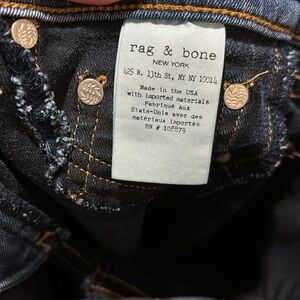 rag & bone
NEW YORK
425 W. 13th St, NY NY 10014
Made in the USA
with imported materials
Fabriqué Aux
Etats-Unis avec des
matériaux importés
RN # 108879